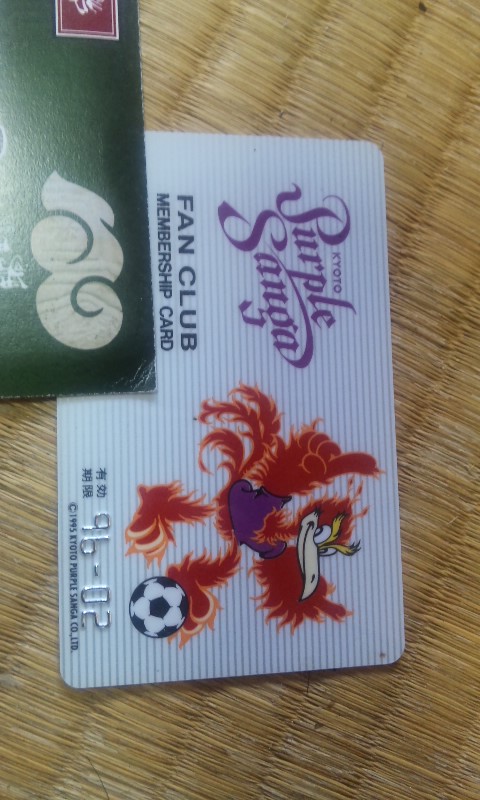 KYOTO
Purple
Sanga
FAN CLUB
MEMBERSHIP CARD
有効
期限 96-02
©1995 KYOTO PURPLE SANGA CO.,LTD.